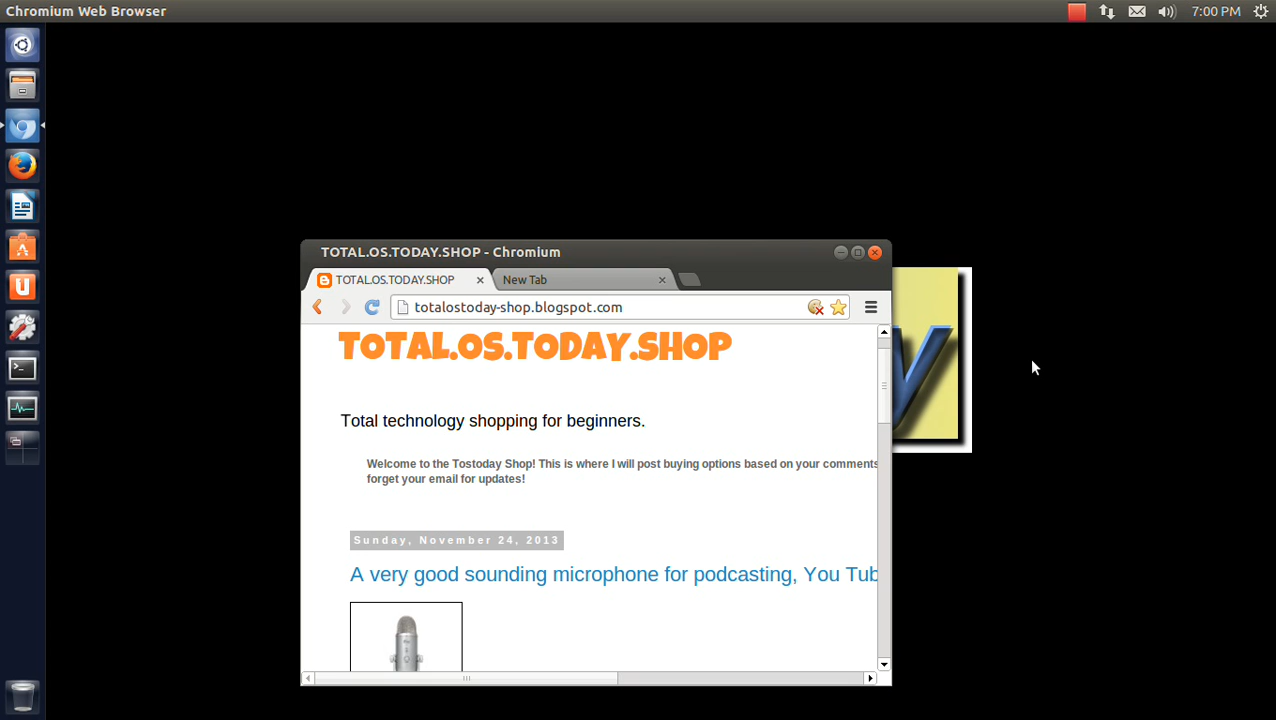 Chromium Web Browser
7:00 PM
TOTAL.OS.TODAY.SHOP - Chromium
TOTAL.OS.TODAY.SHOP
New Tab
totalostoday-shop.blogspot.com
TOTAL.OS.TODAY.SHOP
Total technology shopping for beginners.
Welcome to the Tostoday Shop! This is where I will post buying options based on your comments
forget your email for updates!
Sunday, November 24, 2013
A very good sounding microphone for podcasting, You Tub
y